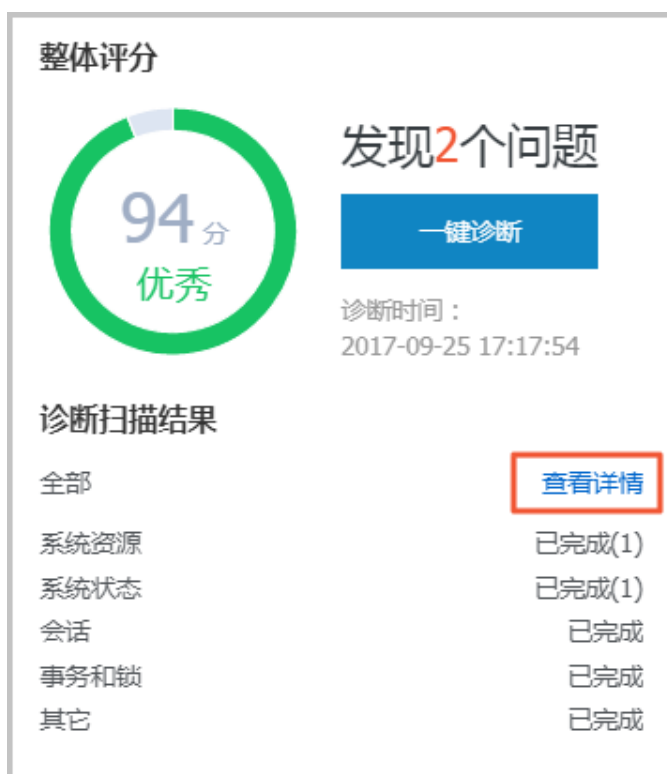 整体评分
94分
优秀
发现2个问题
一键诊断
诊断时间：
2017-09-25 17:17:54
诊断扫描结果
全部 查看详情
系统资源 已完成(1)
系统状态 已完成(1)
会话 已完成
事务和锁 已完成
其它 已完成